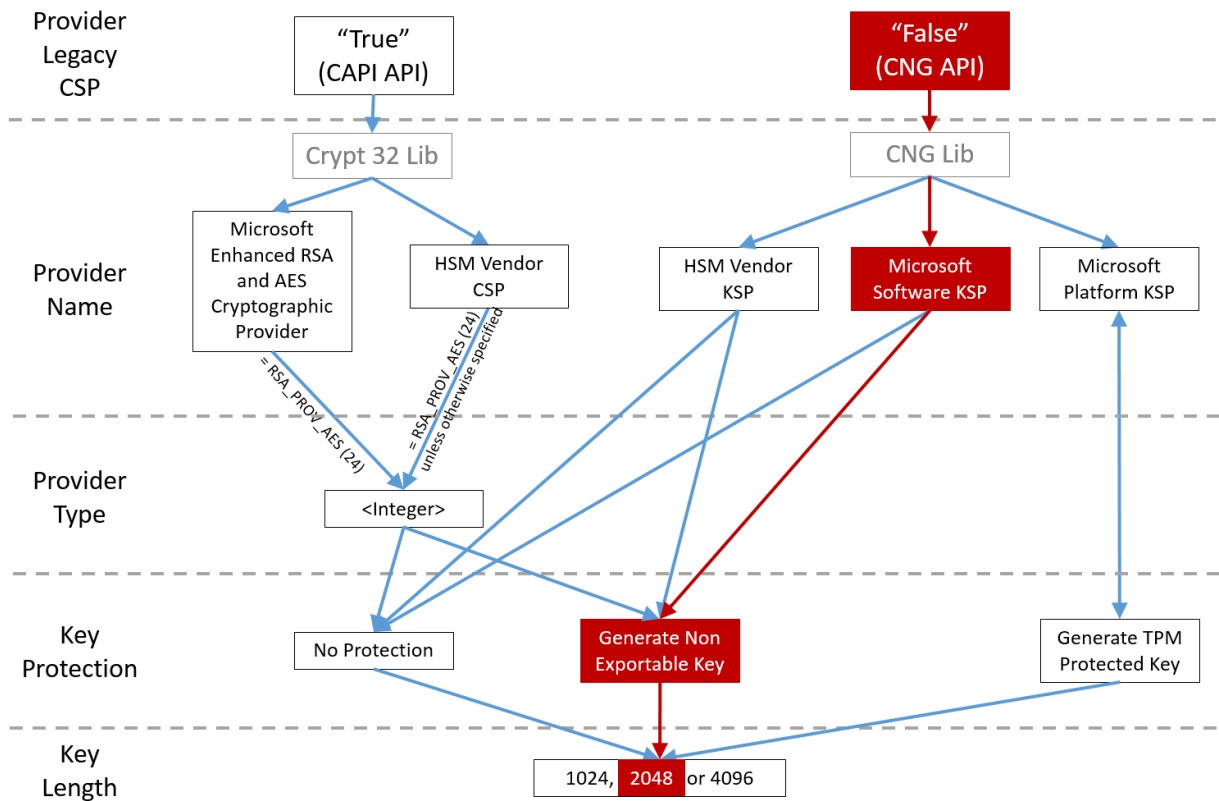 Provider
Legacy
CSP
“True”
(CAPI API)
“False”
(CNG API)
Crypt 32 Lib
CNG Lib
Provider
Name
Microsoft
Enhanced RSA
and AES
Cryptographic
Provider
HSM Vendor
CSP
HSM Vendor
KSP
Microsoft
Software KSP
Microsoft
Platform KSP
= RSA_PROV_AES (24)
= RSA_PROV_AES (24)
unless otherwise specified
Provider
Type
<Integer>
Key
Protection
No Protection
Generate Non
Exportable Key
Generate TPM
Protected Key
Key
Length
1024, 2048 or 4096